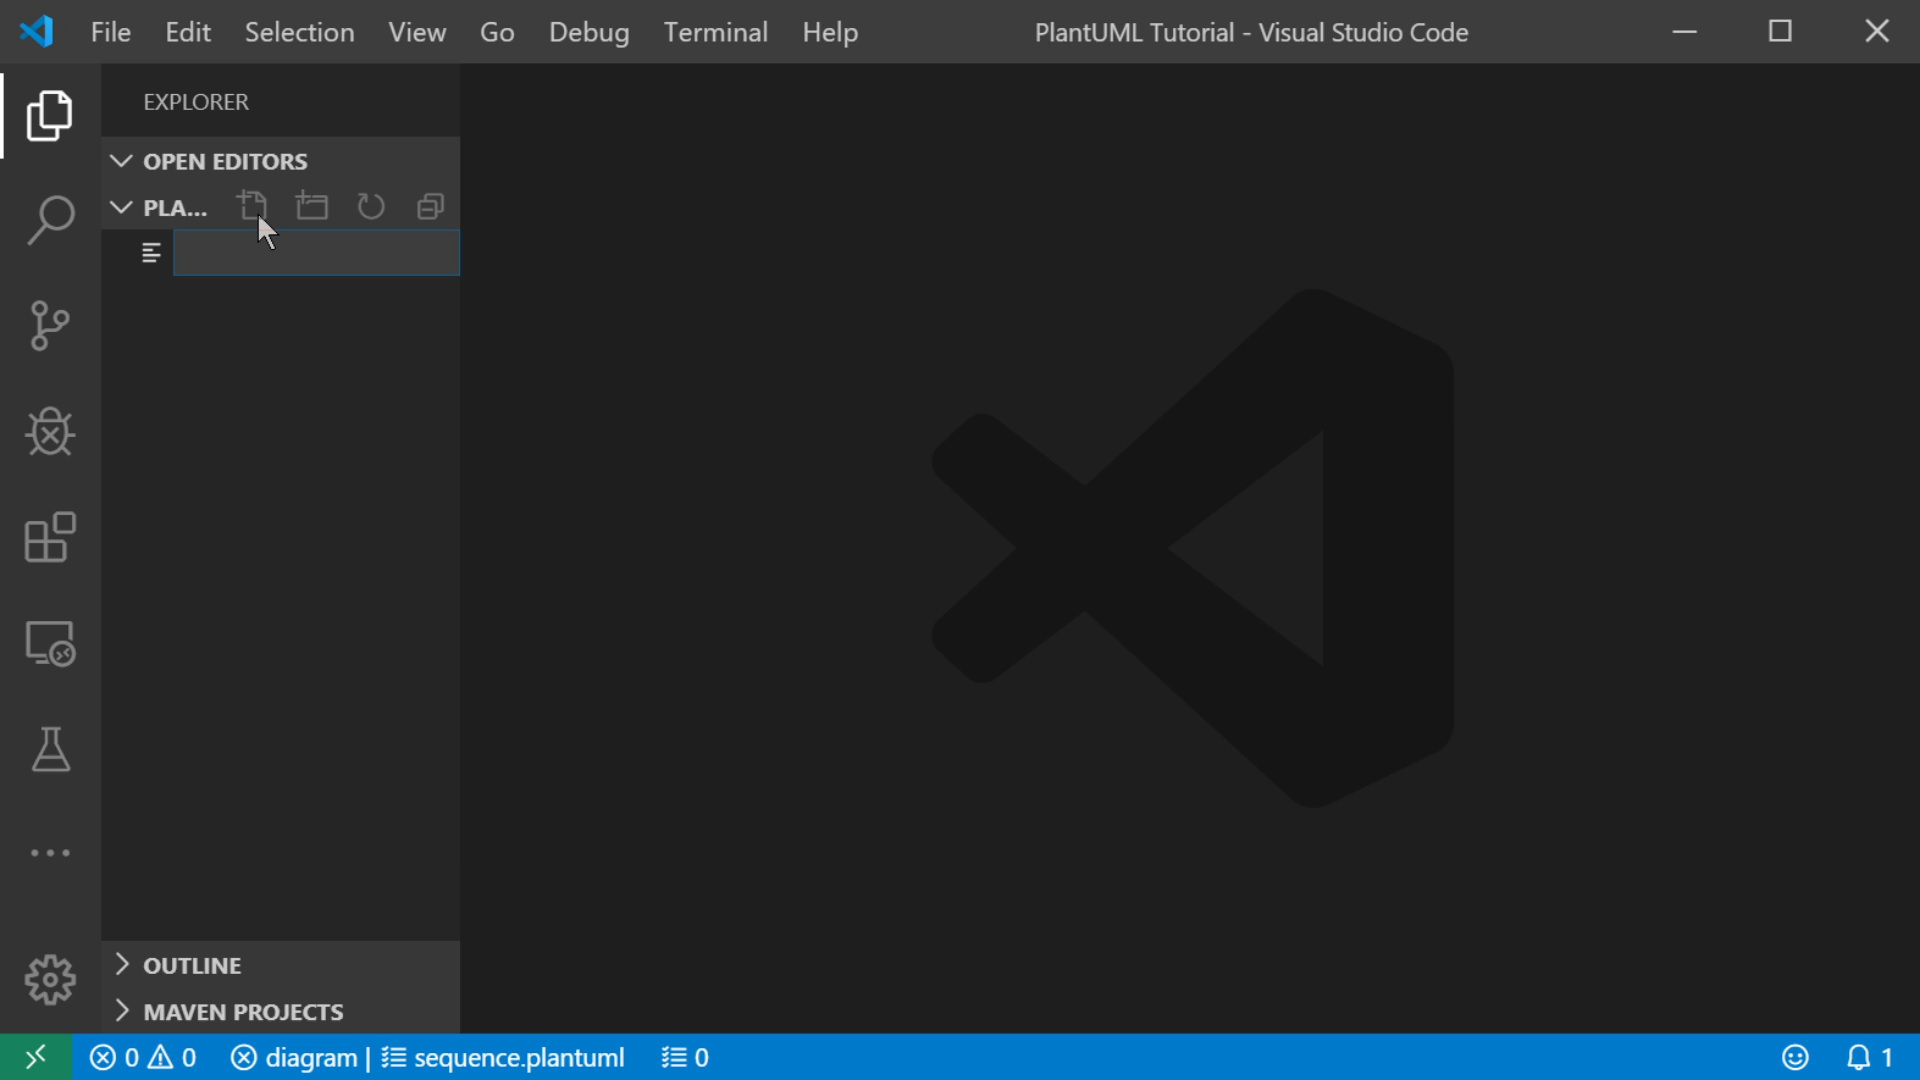 File Edit Selection View Go Debug Terminal Help PlantUML Tutorial - Visual Studio Code
EXPLORER
OPEN EDITORS
PLA...
OUTLINE
MAVEN PROJECTS
0 0 diagram | sequence.plantuml 0 1